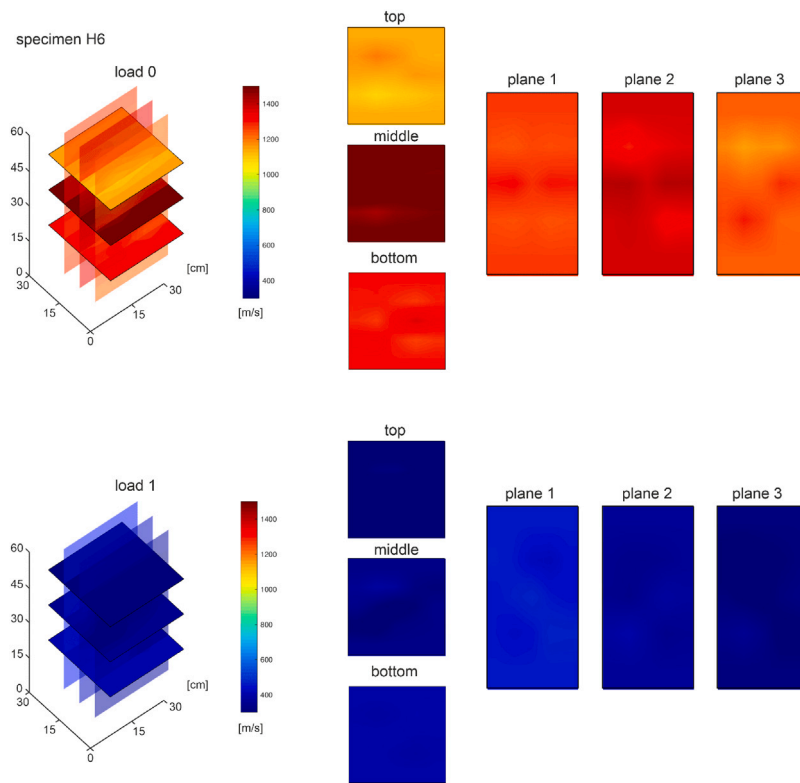 specimen H6
load 0
60
45
30
15
0
30
15
0
15
30
[cm]
1400
1200
1000
800
600
400
[m/s]
top
middle
bottom
plane 1
plane 2
plane 3
load 1
60
45
30
15
0
30
15
0
15
30
[cm]
1400
1200
1000
800
600
400
[m/s]
top
middle
bottom
plane 1
plane 2
plane 3